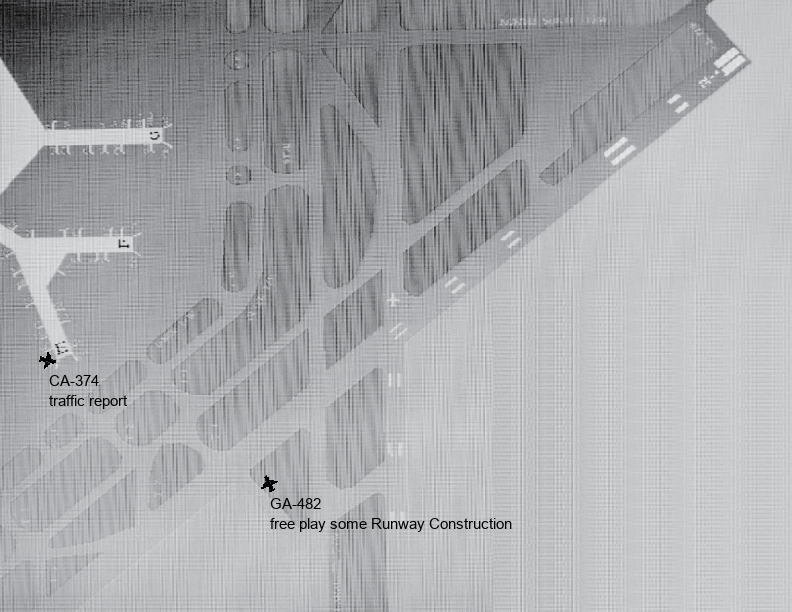 G
F
E
CA-374
traffic report
GA-482
free play some Runway Construction